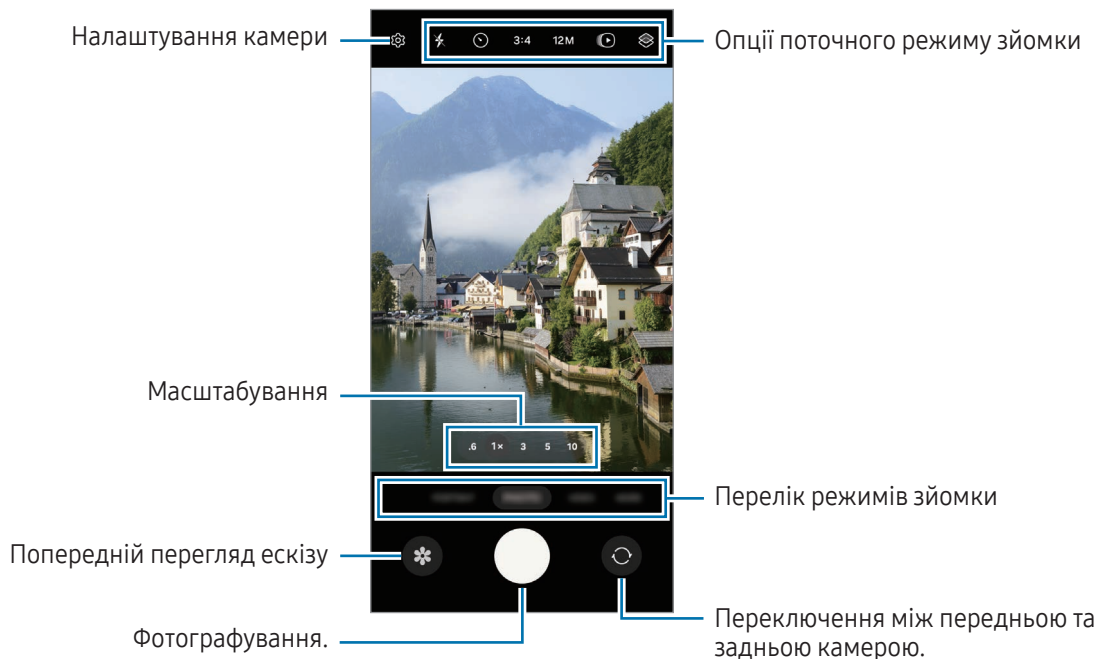 Налаштування камери
3:4 12M
Опції поточного режиму зйомки
Масштабування
.6 1× 3 5 10
Перелік режимів зйомки
Попередній перегляд ескізу
Фотографування.
Переключення між передньою та
задньою камерою.